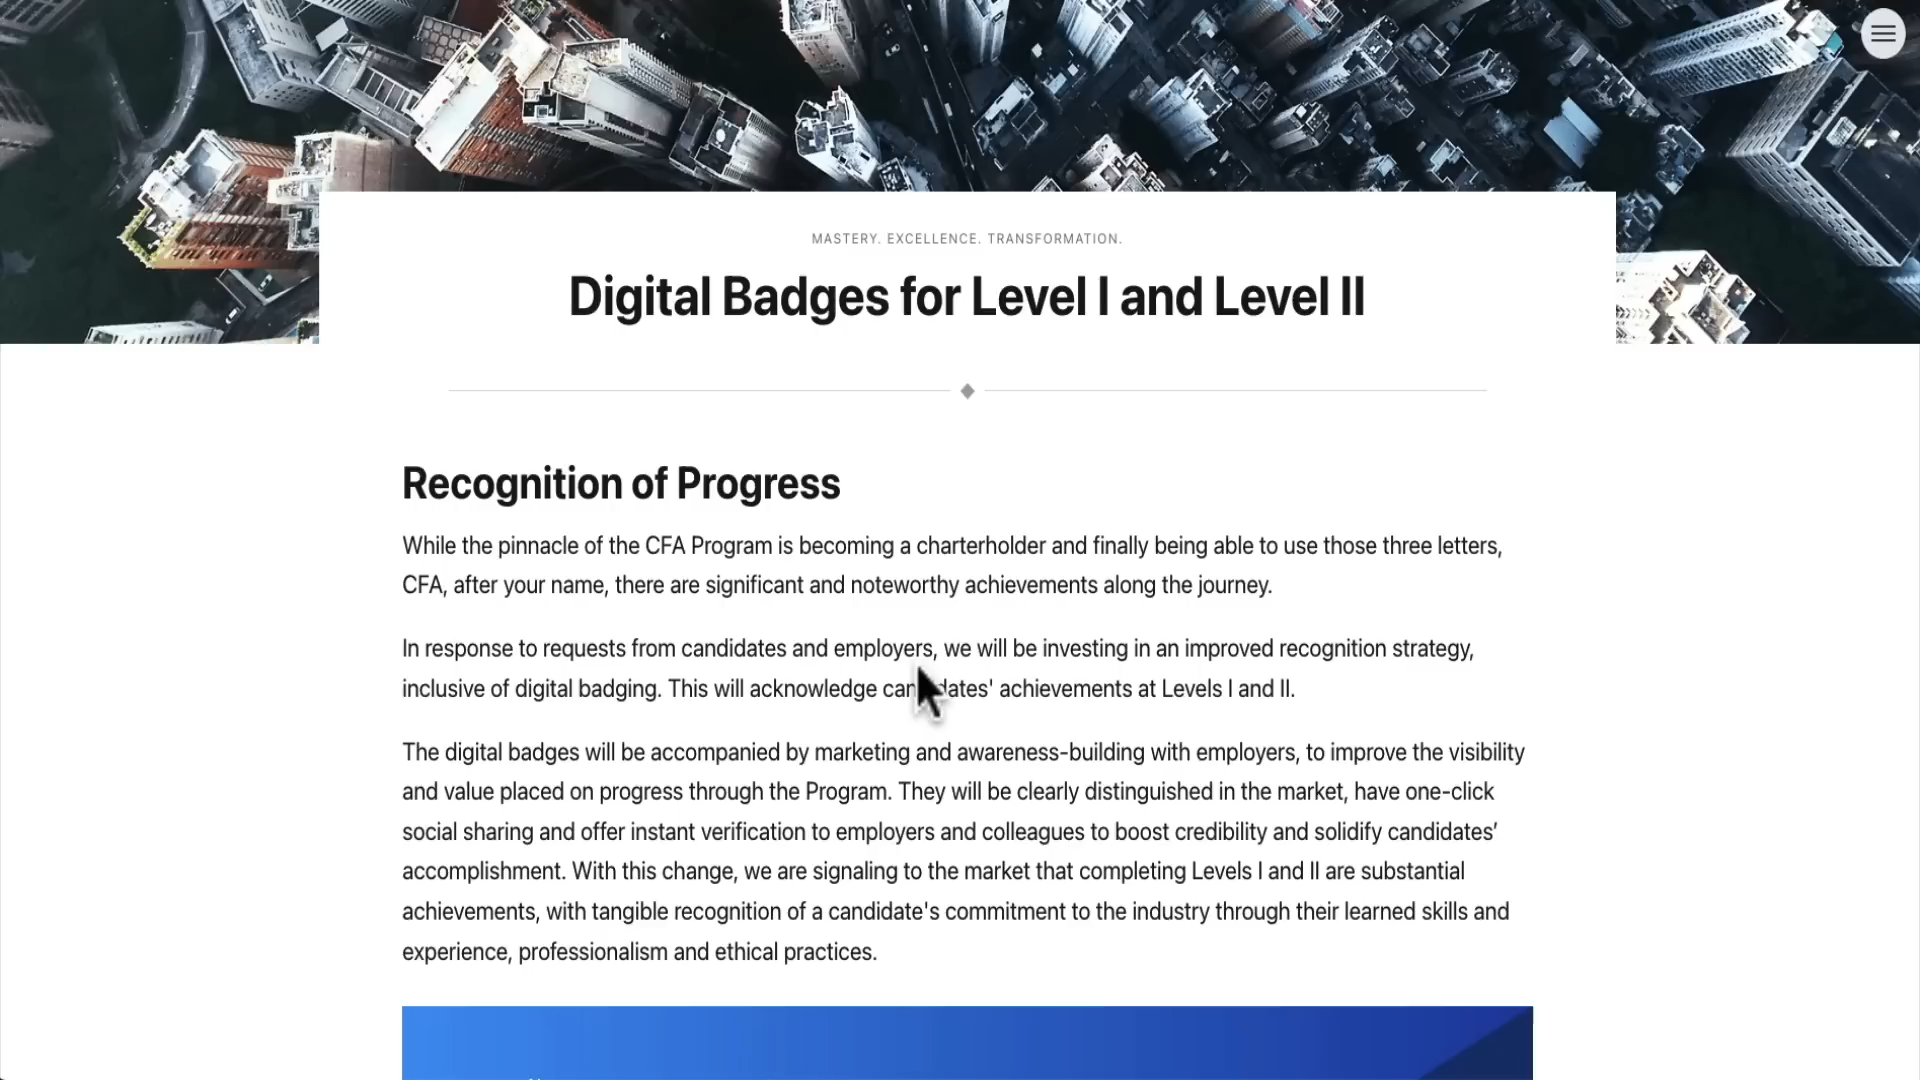 MASTERY. EXCELLENCE. TRANSFORMATION.
Digital Badges for Level I and Level II
Recognition of Progress
While the pinnacle of the CFA Program is becoming a charterholder and finally being able to use those three letters,
CFA, after your name, there are significant and noteworthy achievements along the journey.
In response to requests from candidates and employers, we will be investing in an improved recognition strategy,
inclusive of digital badging. This will acknowledge candidates' achievements at Levels I and II.
The digital badges will be accompanied by marketing and awareness-building with employers, to improve the visibility
and value placed on progress through the Program. They will be clearly distinguished in the market, have one-click
social sharing and offer instant verification to employers and colleagues to boost credibility and solidify candidates’
accomplishment. With this change, we are signaling to the market that completing Levels I and II are substantial
achievements, with tangible recognition of a candidate's commitment to the industry through their learned skills and
experience, professionalism and ethical practices.